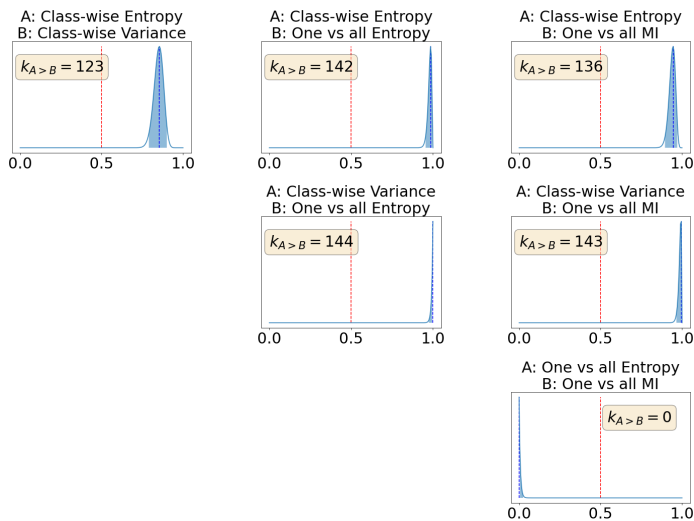 A: Class-wise Entropy
B: Class-wise Variance
k_{A>B} = 123
0.0 0.5 1.0
A: Class-wise Entropy
B: One vs all Entropy
k_{A>B} = 142
0.0 0.5 1.0
A: Class-wise Entropy
B: One vs all MI
k_{A>B} = 136
0.0 0.5 1.0
A: Class-wise Variance
B: One vs all Entropy
k_{A>B} = 144
0.0 0.5 1.0
A: Class-wise Variance
B: One vs all MI
k_{A>B} = 143
0.0 0.5 1.0
A: One vs all Entropy
B: One vs all MI
k_{A>B} = 0
0.0 0.5 1.0